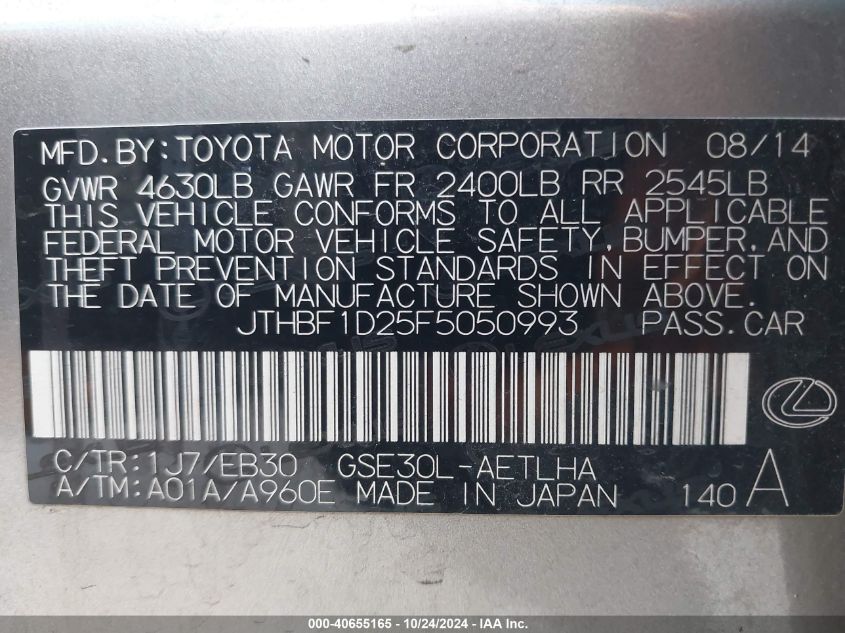 MFD.BY:TOYOTA MOTOR CORPORATION 08/14
GVWR 4630LB GAWR FR 2400LB RR 2545LB
THIS VEHICLE CONFORMS TO ALL APPLICABLE
FEDERAL MOTOR VEHICLE SAFETY,BUMPER,AND
THEFT PREVENTION STANDARDS IN EFFECT ON
THE DATE OF MANUFACTURE SHOWN ABOVE.
JTHBF1D25F5050993 PASS.CAR
C/TR:1J7/EB30 GSE30L-AETLHA
A/TM:A01A/A960E MADE IN JAPAN 140 A
000-40655165 - 10/24/2024 - IAA Inc.